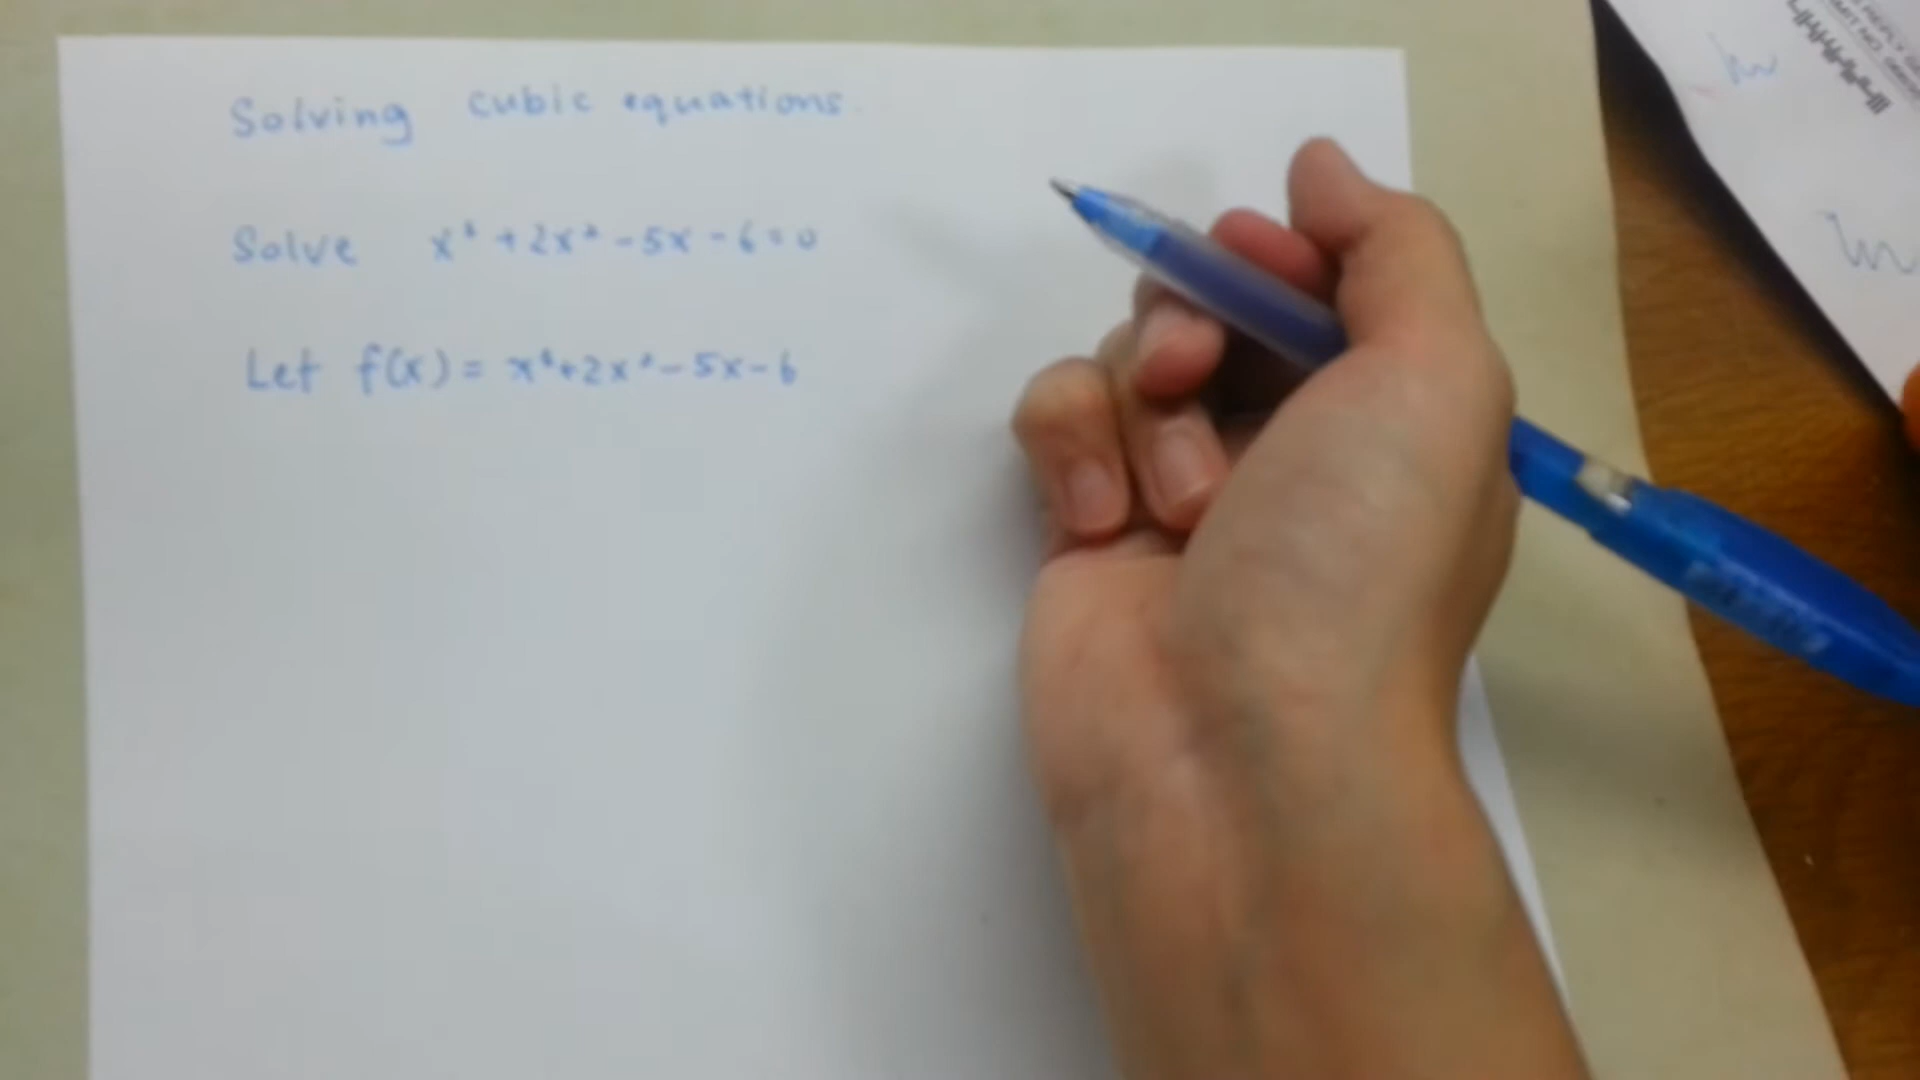 Solving cubic equations.
Solve x³ + 2x² - 5x - 6 = 0
Let f(x) = x³ + 2x² - 5x - 6